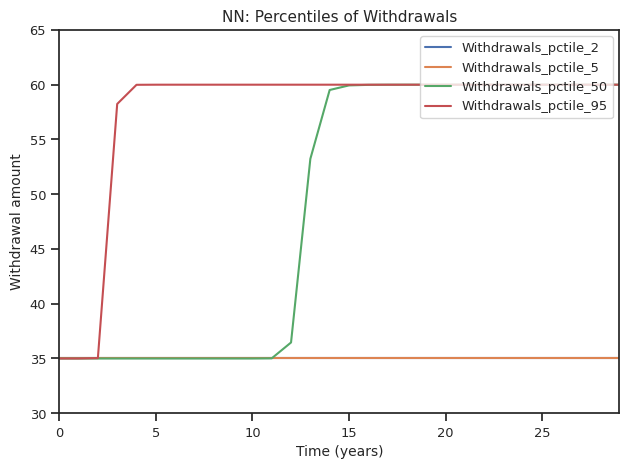 NN: Percentiles of Withdrawals
65
60
55
50
45
40
35
30
Withdrawal amount
Withdrawals_pctile_2
Withdrawals_pctile_5
Withdrawals_pctile_50
Withdrawals_pctile_95
0 5 10 15 20 25
Time (years)